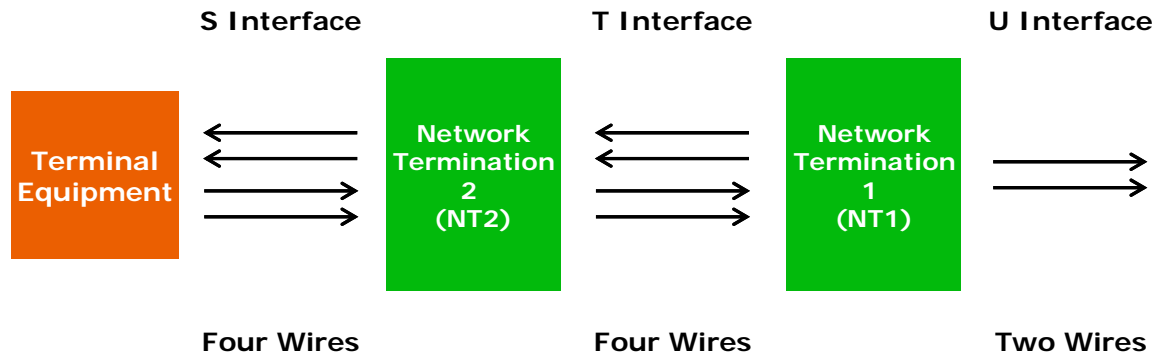 S Interface
T Interface
U Interface
Terminal
Equipment
Network
Termination
2
(NT2)
Network
Termination
1
(NT1)
Four Wires
Four Wires
Two Wires